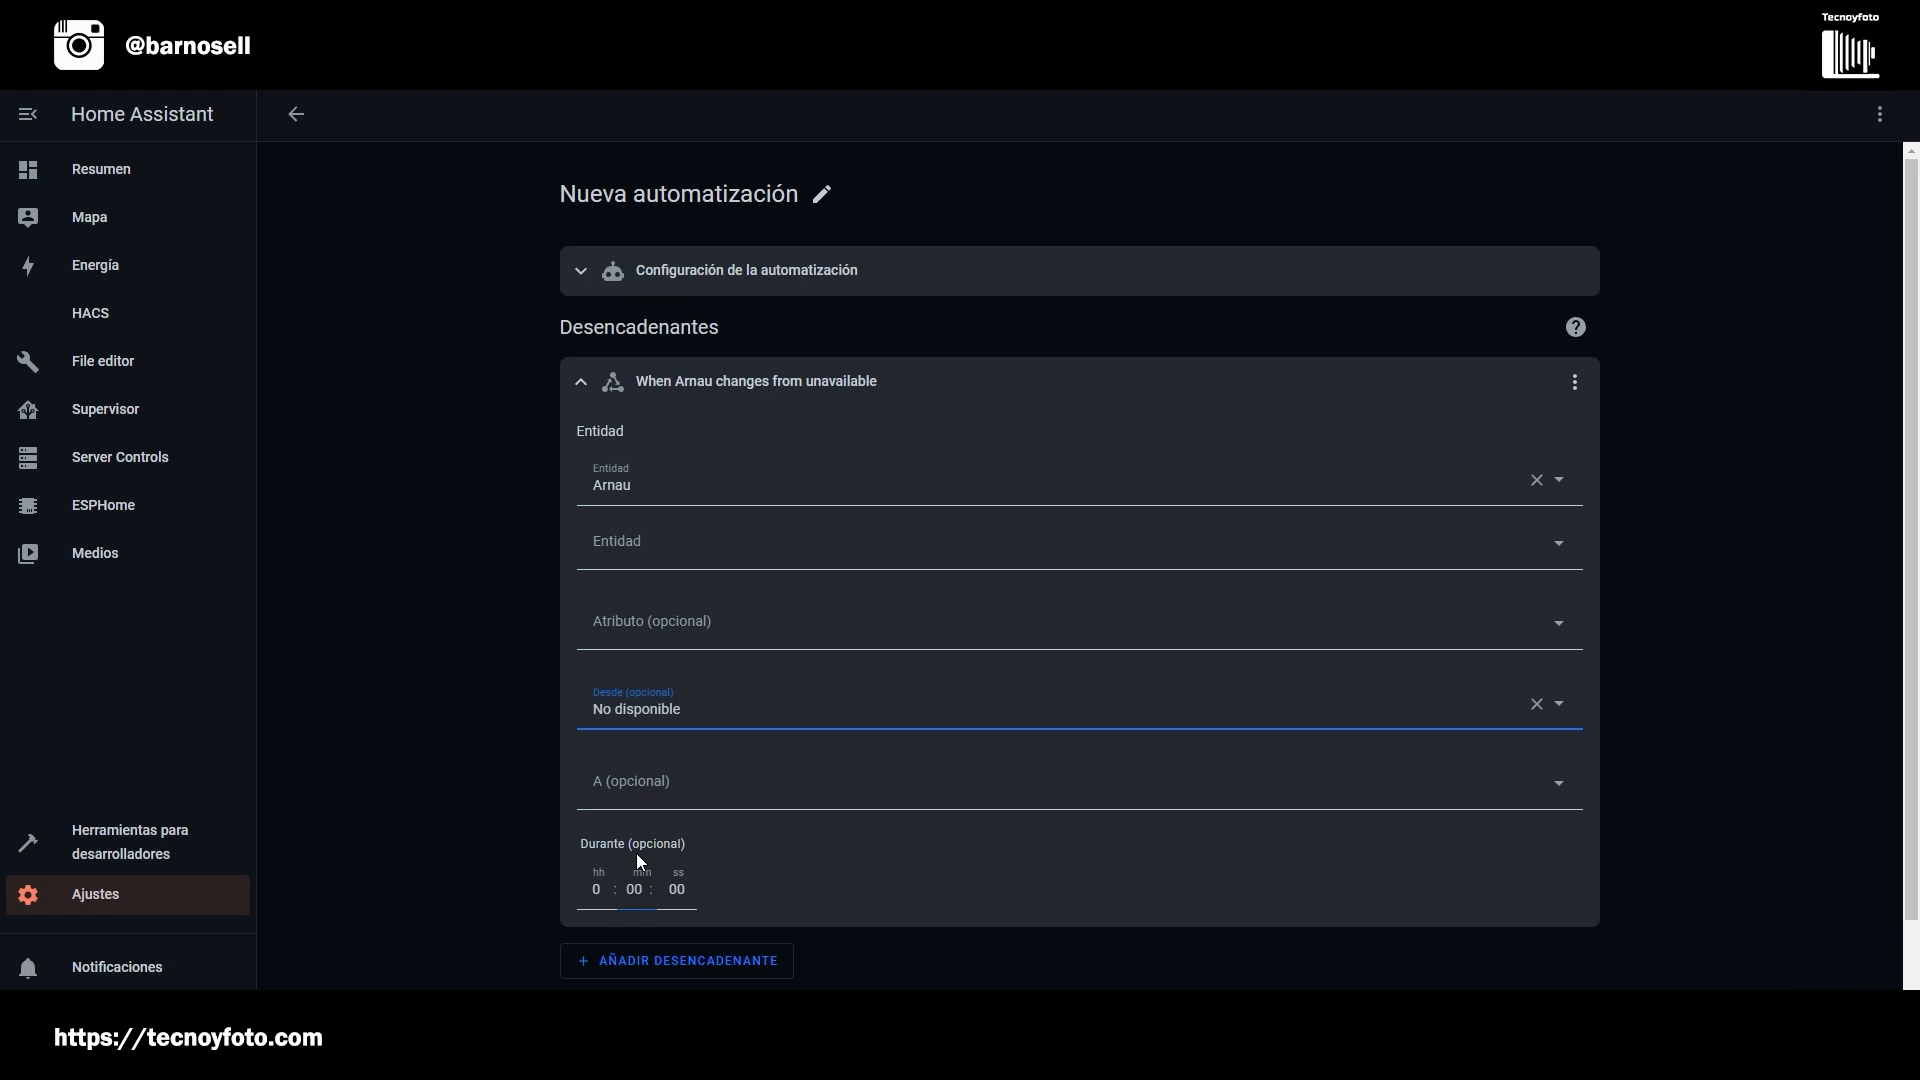 @barnosell
Tecnoyfoto
Home Assistant
Resumen
Mapa
Energía
HACS
File editor
Supervisor
Server Controls
ESPHome
Medios
Herramientas para
desarrolladores
Ajustes
Notificaciones
Nueva automatización
Configuración de la automatización
Desencadenantes
When Arnau changes from unavailable
Entidad
Entidad
Arnau
Entidad
Atributo (opcional)
Desde (opcional)
No disponible
A (opcional)
Durante (opcional)
hh mm ss
0 : 00 : 00
+ AÑADIR DESENCADENANTE
https://tecnoyfoto.com